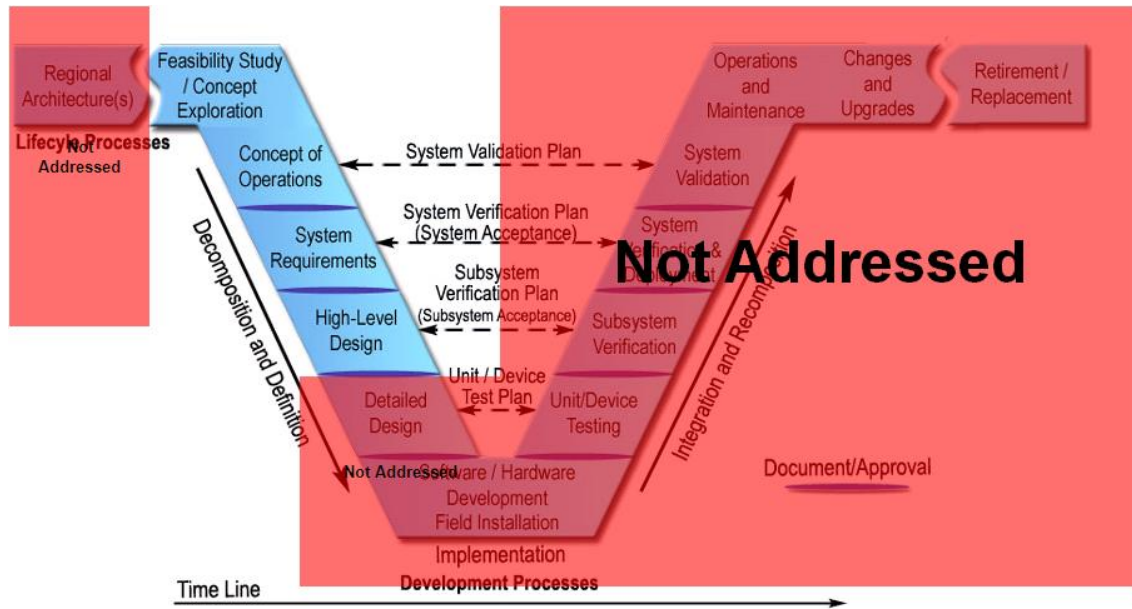 Regional
Architecture(s)
Lifecyle Processes
Not
Addressed
Feasibility Study
/ Concept
Exploration
Concept of
Operations
System
Requirements
High-Level
Design
Detailed
Design
Not Addressed
Software / Hardware
Development
Field Installation
Implementation
Development Processes
Decomposition and Definition
System Validation Plan
System Verification Plan
(System Acceptance)
Subsystem
Verification Plan
(Subsystem Acceptance)
Unit / Device
Test Plan
Operations
and
Maintenance
Changes
and
Upgrades
Retirement /
Replacement
System
Validation
System
Verification &
Deployment
Not Addressed
Subsystem
Verification
Unit/Device
Testing
Integration and Recomposition
Document/Approval
Time Line